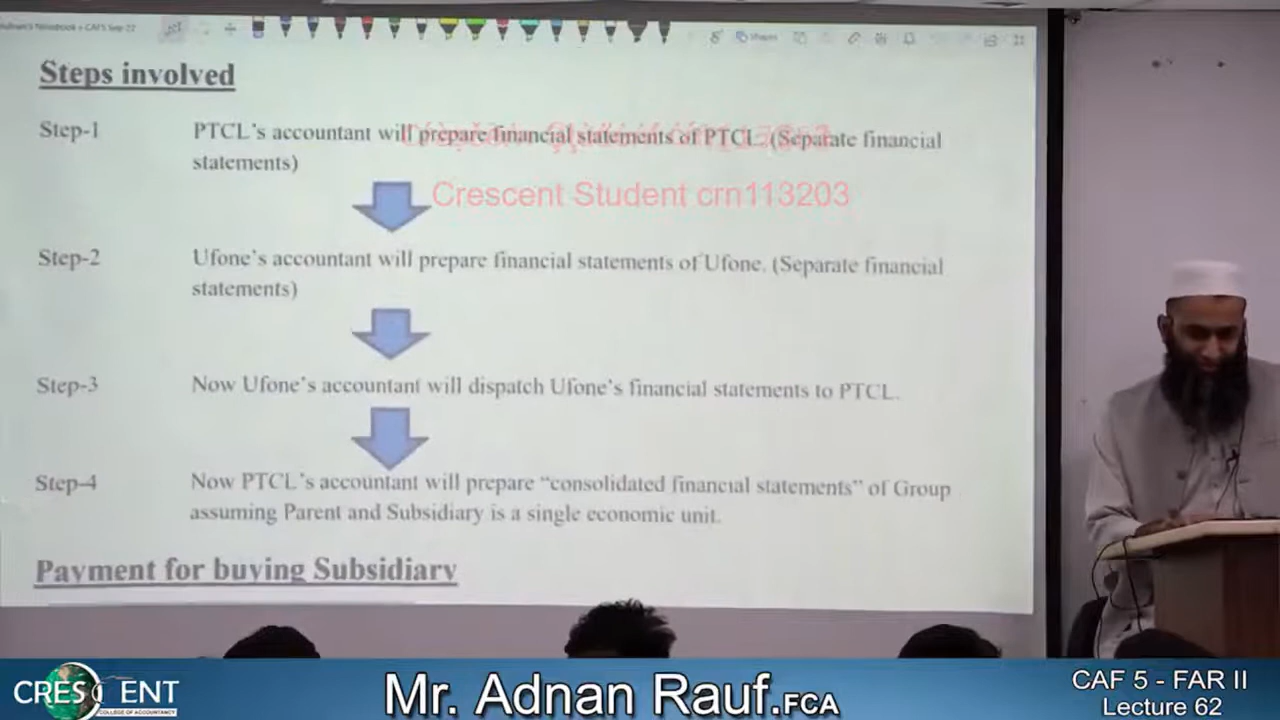 Steps involved
Step-1
PTCL's accountant will prepare financial statements of PTCL. (Separate financial
statements)
Crescent Student crn113203
Step-2
Ufone's accountant will prepare financial statements of Ufone. (Separate financial
statements)
Step-3
Now Ufone's accountant will dispatch Ufone's financial statements to PTCL.
Step-4
Now PTCL's accountant will prepare “consolidated financial statements” of Group
assuming Parent and Subsidiary is a single economic unit.
Payment for buying Subsidiary
CRESCENT
COLLEGE OF ACCOUNTANCY
Mr. Adnan Rauf.FCA
CAF 5 - FAR II
Lecture 62